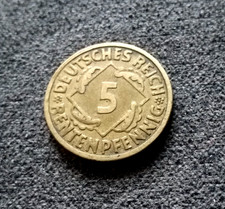 DEUTSCHES REICH
5
RENTENPFENNIG